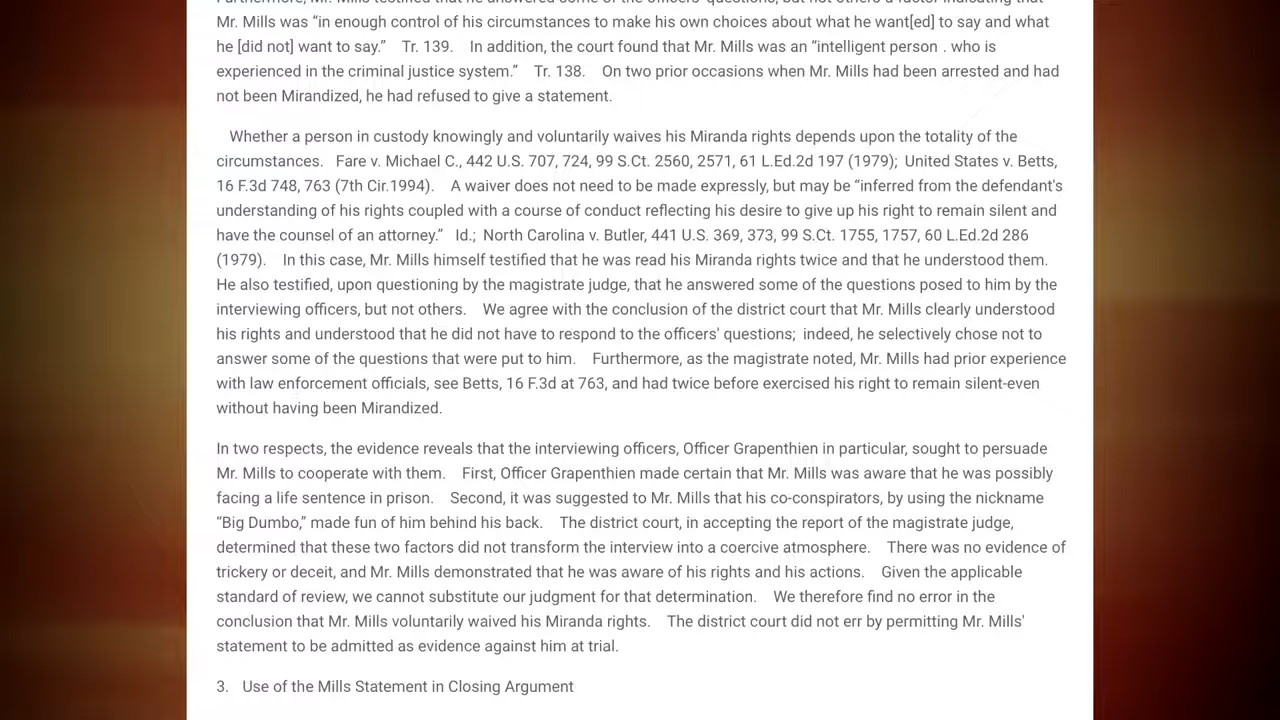 Furthermore, Mr. Mills testified that he answered some of the officers' questions, but not others a factor indicating that
Mr. Mills was “in enough control of his circumstances to make his own choices about what he want[ed] to say and what
he [did not] want to say.” Tr. 139. In addition, the court found that Mr. Mills was an “intelligent person . who is
experienced in the criminal justice system.” Tr. 138. On two prior occasions when Mr. Mills had been arrested and had
not been Mirandized, he had refused to give a statement.
Whether a person in custody knowingly and voluntarily waives his Miranda rights depends upon the totality of the
circumstances. Fare v. Michael C., 442 U.S. 707, 724, 99 S.Ct. 2560, 2571, 61 L.Ed.2d 197 (1979); United States v. Betts,
16 F.3d 748, 763 (7th Cir.1994). A waiver does not need to be made expressly, but may be “inferred from the defendant's
understanding of his rights coupled with a course of conduct reflecting his desire to give up his right to remain silent and
have the counsel of an attorney.” Id.; North Carolina v. Butler, 441 U.S. 369, 373, 99 S.Ct. 1755, 1757, 60 L.Ed.2d 286
(1979). In this case, Mr. Mills himself testified that he was read his Miranda rights twice and that he understood them.
He also testified, upon questioning by the magistrate judge, that he answered some of the questions posed to him by the
interviewing officers, but not others. We agree with the conclusion of the district court that Mr. Mills clearly understood
his rights and understood that he did not have to respond to the officers' questions; indeed, he selectively chose not to
answer some of the questions that were put to him. Furthermore, as the magistrate noted, Mr. Mills had prior experience
with law enforcement officials, see Betts, 16 F.3d at 763, and had twice before exercised his right to remain silent-even
without having been Mirandized.
In two respects, the evidence reveals that the interviewing officers, Officer Grapenthien in particular, sought to persuade
Mr. Mills to cooperate with them. First, Officer Grapenthien made certain that Mr. Mills was aware that he was possibly
facing a life sentence in prison. Second, it was suggested to Mr. Mills that his co-conspirators, by using the nickname
“Big Dumbo,” made fun of him behind his back. The district court, in accepting the report of the magistrate judge,
determined that these two factors did not transform the interview into a coercive atmosphere. There was no evidence of
trickery or deceit, and Mr. Mills demonstrated that he was aware of his rights and his actions. Given the applicable
standard of review, we cannot substitute our judgment for that determination. We therefore find no error in the
conclusion that Mr. Mills voluntarily waived his Miranda rights. The district court did not err by permitting Mr. Mills'
statement to be admitted as evidence against him at trial.
3. Use of the Mills Statement in Closing Argument